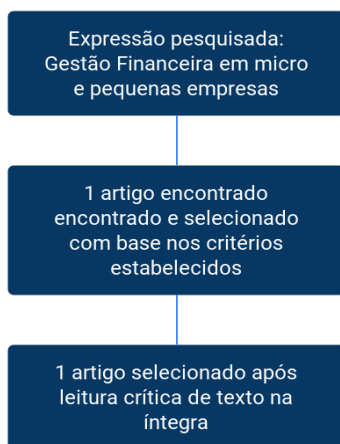 Expressão pesquisada:
Gestão Financeira em micro
e pequenas empresas
1 artigo encontrado
encontrado e selecionado
com base nos critérios
estabelecidos
1 artigo selecionado após
leitura crítica de texto na
íntegra